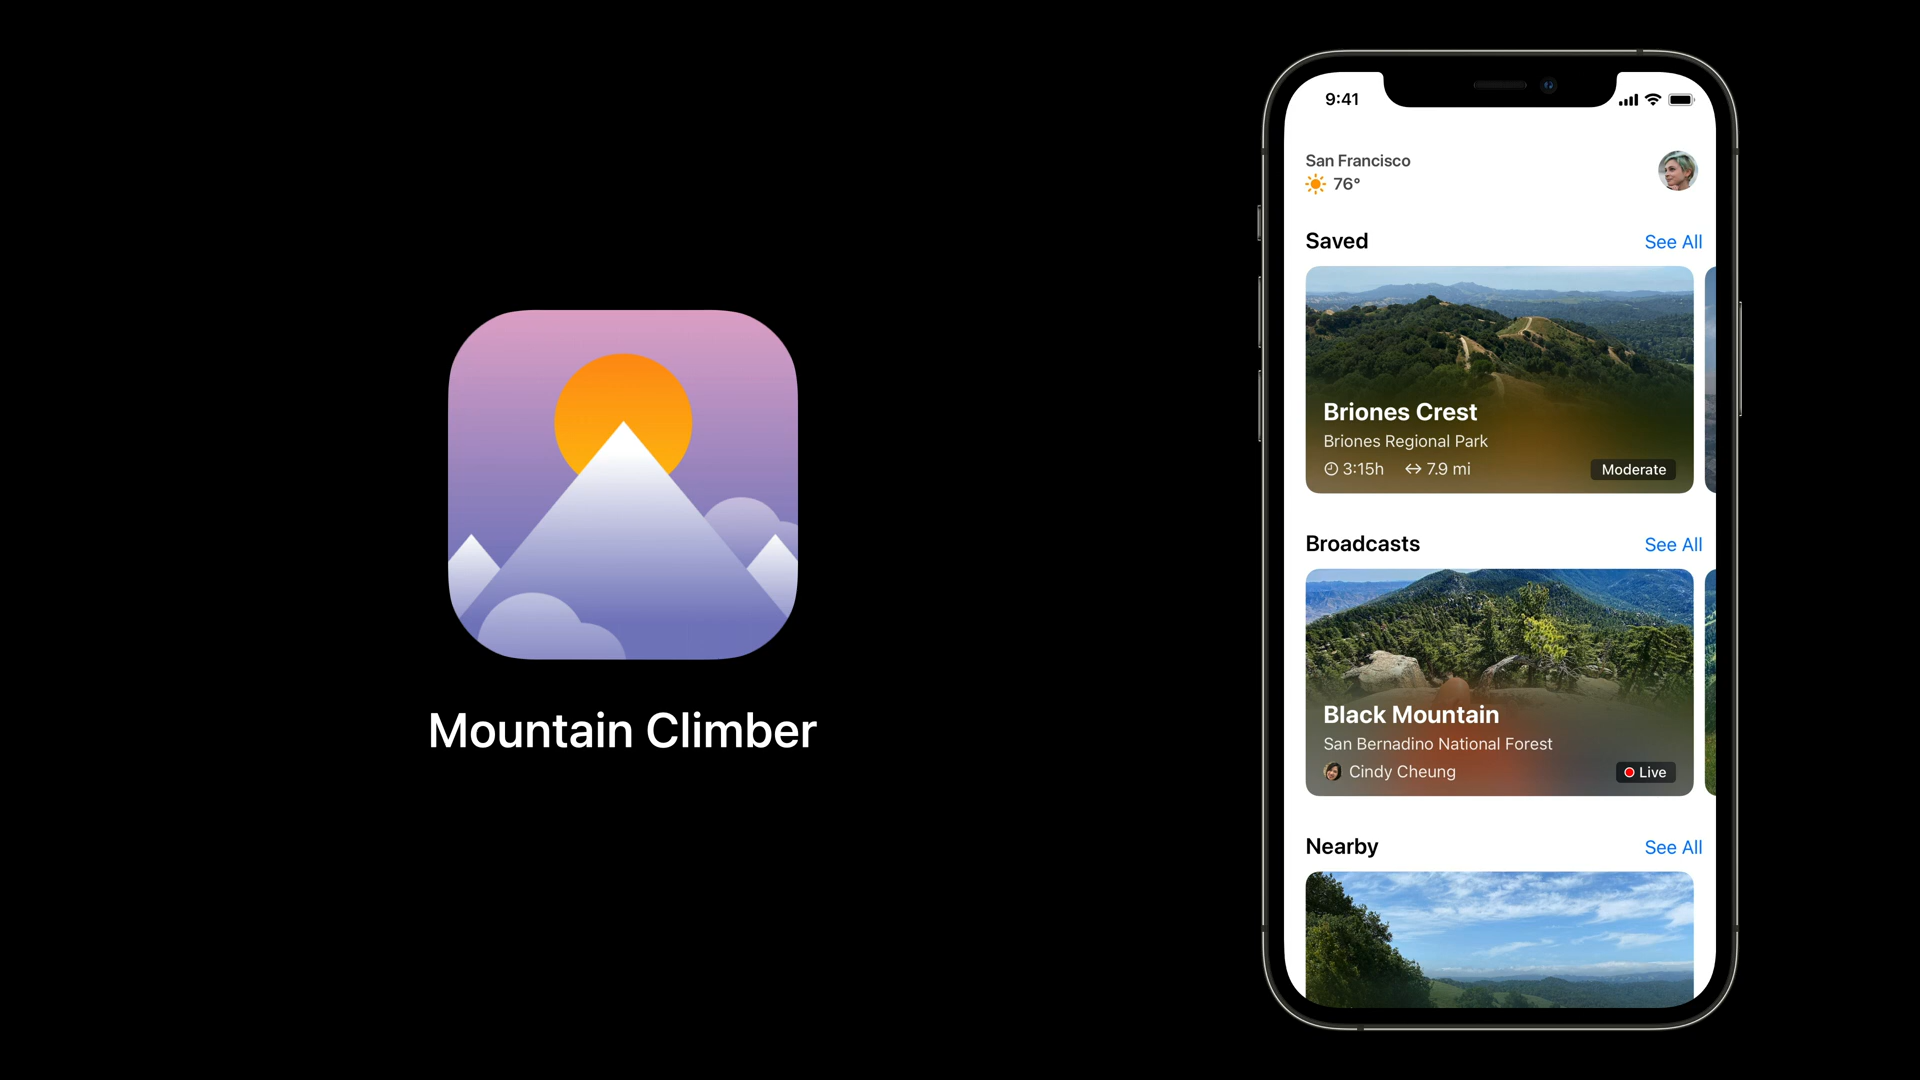 Mountain Climber
9:41
San Francisco
76°
Saved
See All
Briones Crest
Briones Regional Park
3:15h
7.9 mi
Moderate
Broadcasts
See All
Black Mountain
San Bernadino National Forest
Cindy Cheung
Live
Nearby
See All